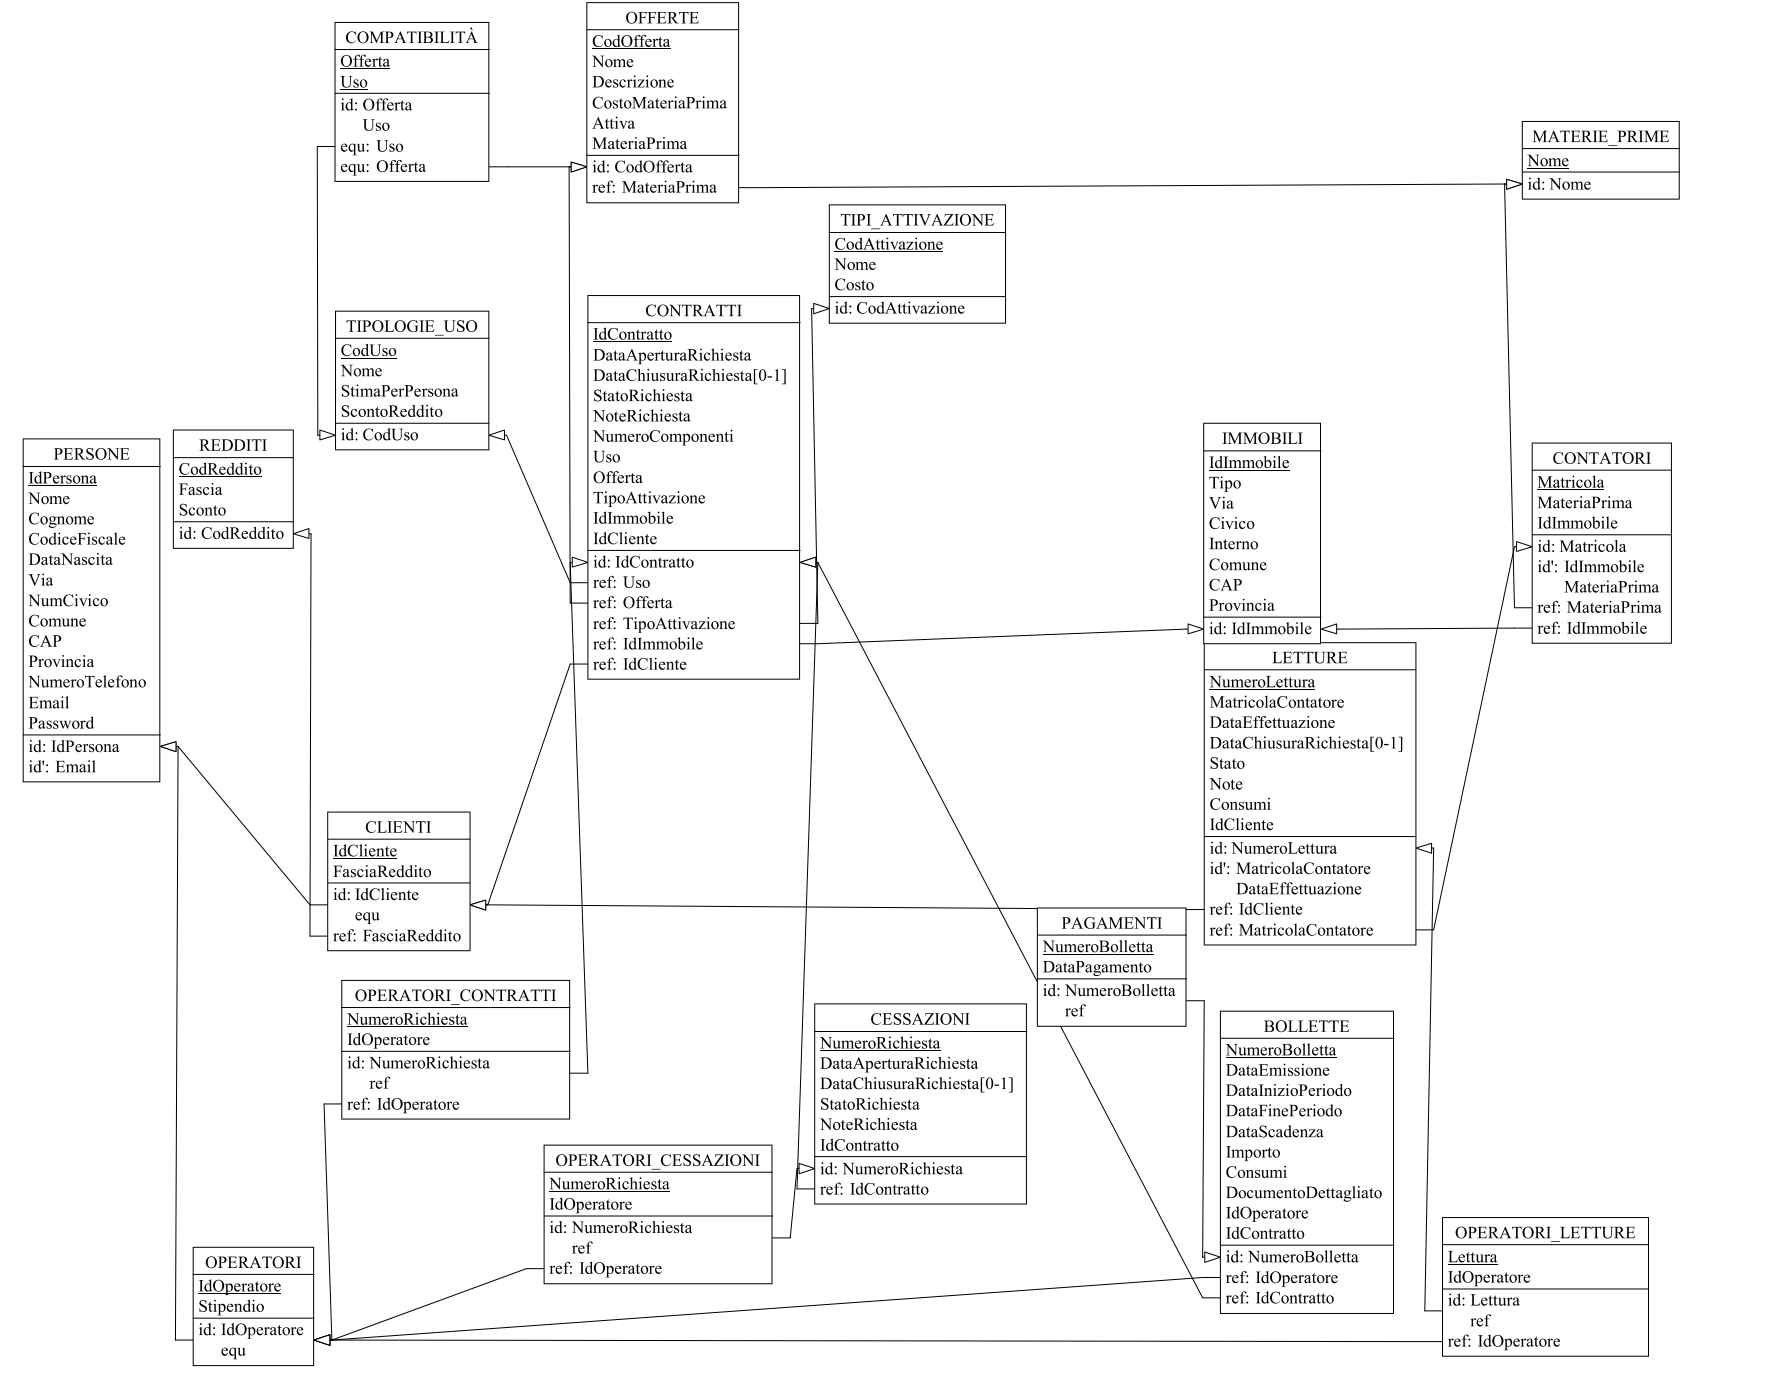 COMPATIBILITÀ
Offerta
Uso
id: Offerta
Uso
equ: Uso
equ: Offerta
OFFERTE
CodOfferta
Nome
Descrizione
CostoMateriaPrima
Attiva
MateriaPrima
id: CodOfferta
ref: MateriaPrima
MATERIE_PRIME
Nome
id: Nome
TIPI_ATTIVAZIONE
CodAttivazione
Nome
Costo
id: CodAttivazione
TIPOLOGIE_USO
CodUso
Nome
StimaPerPersona
ScontoReddito
id: CodUso
CONTRATTI
IdContratto
DataAperturaRichiesta
DataChiusuraRichiesta[0-1]
StatoRichiesta
NoteRichiesta
NumeroComponenti
Uso
Offerta
TipoAttivazione
IdImmobile
IdCliente
id: IdContratto
ref: Uso
ref: Offerta
ref: TipoAttivazione
ref: IdImmobile
ref: IdCliente
PERSONE
IdPersona
Nome
Cognome
CodiceFiscale
DataNascita
Via
NumCivico
Comune
CAP
Provincia
NumeroTelefono
Email
Password
id: IdPersona
id': Email
REDDITI
CodReddito
Fascia
Sconto
id: CodReddito
IMMOBILI
IdImmobile
Tipo
Via
Civico
Interno
Comune
CAP
Provincia
id: IdImmobile
CONTATORI
Matricola
MateriaPrima
IdImmobile
id: Matricola
id': IdImmobile
MateriaPrima
ref: MateriaPrima
ref: IdImmobile
LETTURE
NumeroLettura
MatricolaContatore
DataEffettuazione
DataChiusuraRichiesta[0-1]
Stato
Note
Consumi
IdCliente
id: NumeroLettura
id': MatricolaContatore
DataEffettuazione
ref: IdCliente
ref: MatricolaContatore
CLIENTI
IdCliente
FasciaReddito
id: IdCliente
equ
ref: FasciaReddito
PAGAMENTI
NumeroBolletta
DataPagamento
id: NumeroBolletta
ref
OPERATORI_CONTRATTI
NumeroRichiesta
IdOperatore
id: NumeroRichiesta
ref
ref: IdOperatore
CESSAZIONI
NumeroRichiesta
DataAperturaRichiesta
DataChiusuraRichiesta[0-1]
StatoRichiesta
NoteRichiesta
IdContratto
id: NumeroRichiesta
ref: IdContratto
BOLLETTE
NumeroBolletta
DataEmissione
DataInizioPeriodo
DataFinePeriodo
DataScadenza
Importo
Consumi
DocumentoDettagliato
IdOperatore
IdContratto
id: NumeroBolletta
ref: IdOperatore
ref: IdContratto
OPERATORI_CESSAZIONI
NumeroRichiesta
IdOperatore
id: NumeroRichiesta
ref
ref: IdOperatore
OPERATORI
IdOperatore
Stipendio
id: IdOperatore
equ
OPERATORI_LETTURE
Lettura
IdOperatore
id: Lettura
ref
ref: IdOperatore